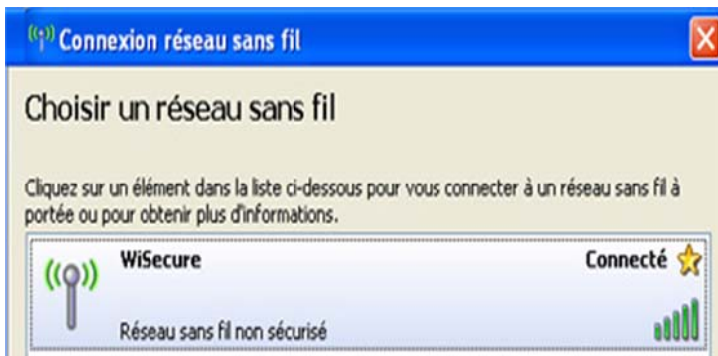 Connexion réseau sans fil
Choisir un réseau sans fil
Cliquez sur un élément dans la liste ci-dessous pour vous connecter à un réseau sans fil à
portée ou pour obtenir plus d'informations.
WiSecure Connecté
Réseau sans fil non sécurisé